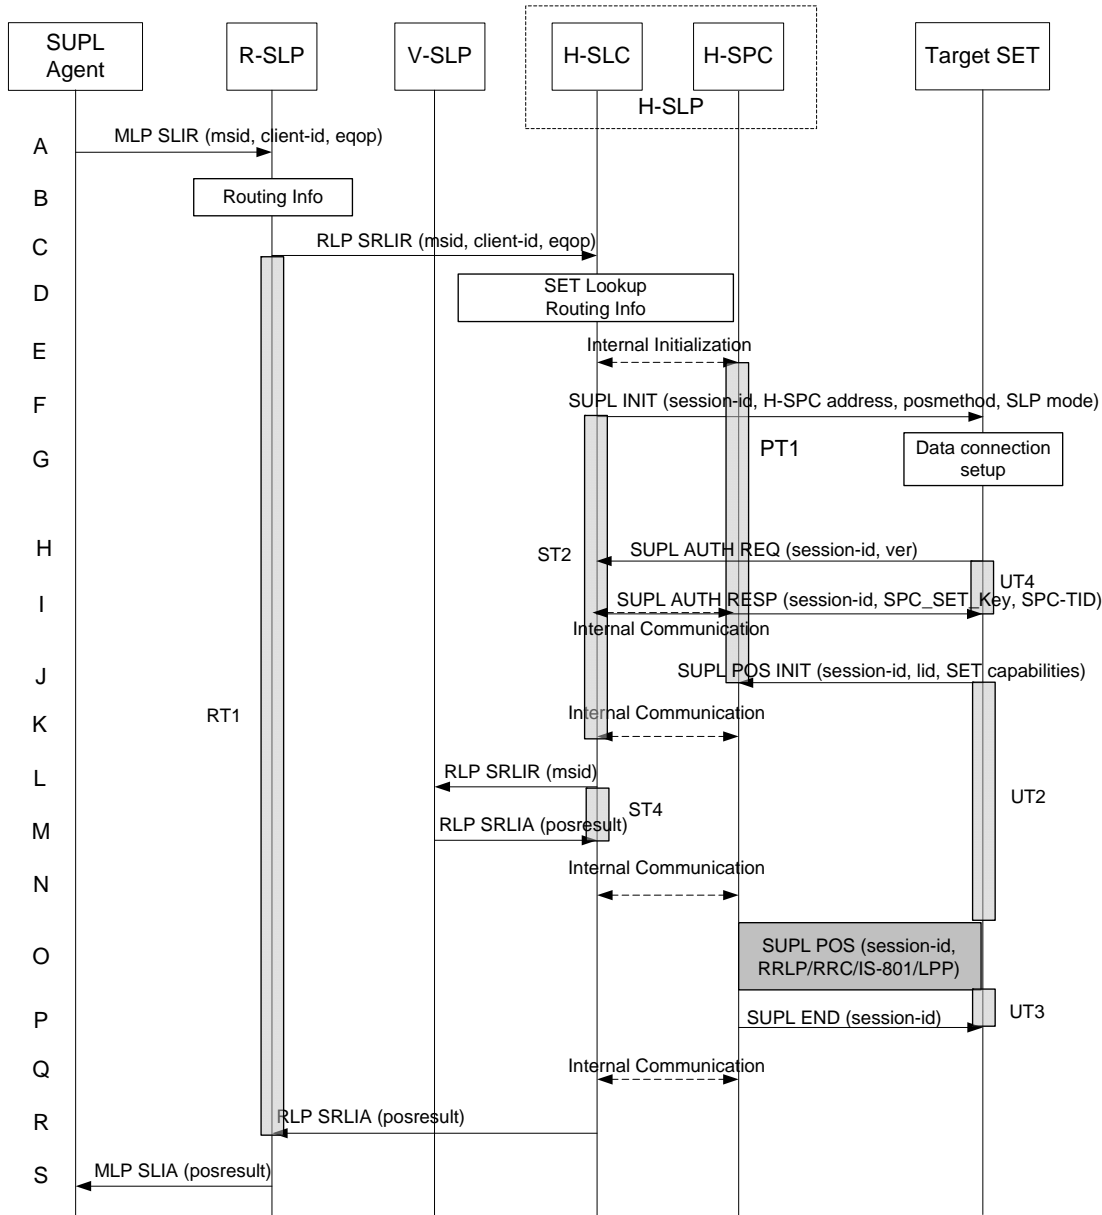 SUPL
Agent
R-SLP
V-SLP
H-SLC
H-SPC
Target SET
H-SLP
A
MLP SLIR (msid, client-id, eqop)
B
Routing Info
C
RLP SRLIR (msid, client-id, eqop)
D
SET Lookup
Routing Info
E
Internal Initialization
F
SUPL INIT (session-id, H-SPC address, posmethod, SLP mode)
G
PT1
Data connection
setup
H
ST2
SUPL AUTH REQ (session-id, ver)
UT4
I
SUPL AUTH RESP (session-id, SPC_SET_Key, SPC-TID)
Internal Communication
J
SUPL POS INIT (session-id, lid, SET capabilities)
RT1
K
Internal Communication
L
RLP SRLIR (msid)
ST4
UT2
M
RLP SRLIA (posresult)
N
Internal Communication
O
SUPL POS (session-id,
RRLP/RRC/IS-801/LPP)
P
SUPL END (session-id)
UT3
Q
Internal Communication
R
RLP SRLIA (posresult)
S
MLP SLIA (posresult)